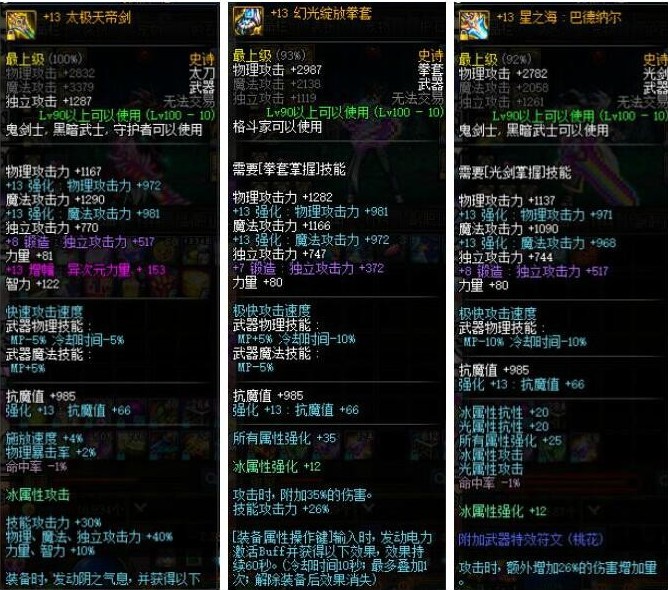 +13 太极天帝剑
最上级 (100%) 史诗
物理攻击 +2832 太刀
魔法攻击 +3379 武器
独立攻击 +1287 无法交易
Lv90以上可以使用 (Lv100 - 10)
鬼剑士, 黑暗武士, 守护者可以使用
物理攻击力 +1167
+13 强化 : 物理攻击力 +972
魔法攻击力 +1290
+13 强化 : 魔法攻击力 +981
独立攻击力 +770
+8 锻造 : 独立攻击力 +517
力量 +81
+13 增幅 : 异次元力量 + 153
智力 +122
快速攻击速度
武器物理技能 :
MP-5% 冷却时间-5%
武器魔法技能 :
MP+5%
抗魔值 +985
强化 +13 : 抗魔值 +66
施放速度 +4%
物理暴击率 +2%
命中率 -1%
冰属性攻击
技能攻击力 +30%
物理、魔法、独立攻击力 +40%
力量、智力 +10%
装备时, 发动阴之气息, 并获得以下
+13 幻光绽放拳套
最上级 (93%) 史诗
物理攻击 +2987 拳套
魔法攻击 +2138 武器
独立攻击 +1119 无法交易
Lv90以上可以使用 (Lv100 - 10)
格斗家可以使用
需要[拳套掌握]技能
物理攻击力 +1282
+13 强化 : 物理攻击力 +981
魔法攻击力 +1166
+13 强化 : 魔法攻击力 +972
独立攻击力 +747
+7 锻造 : 独立攻击力 +372
力量 +80
极快攻击速度
武器物理技能 :
MP+5% 冷却时间-10%
武器魔法技能 :
MP+5%
抗魔值 +985
强化 +13 : 抗魔值 +66
所有属性强化 +35
冰属性强化 +12
攻击时, 附加35%的伤害。
技能攻击力 +26%
[装备属性操作键]输入时, 发动电力
激活Buff并获得以下效果, 效果持
续60秒。(冷却时间10秒; 最多叠加1
次; 解除装备后效果消失)
+13 星之海 : 巴德纳尔
最上级 (92%) 史诗
物理攻击 +2782 光剑
魔法攻击 +2058 武器
独立攻击 +1261 无法交易
Lv90以上可以使用 (Lv100 - 10)
鬼剑士, 黑暗武士可以使用
需要[光剑掌握]技能
物理攻击力 +1137
+13 强化 : 物理攻击力 +971
魔法攻击力 +1090
+13 强化 : 魔法攻击力 +968
独立攻击力 +744
+8 锻造 : 独立攻击力 +517
力量 +80
极快攻击速度
武器物理技能 :
MP-10% 冷却时间-10%
抗魔值 +985
强化 +13 : 抗魔值 +66
冰属性抗性 +20
光属性抗性 +20
所有属性强化 +25
冰属性攻击
光属性攻击
命中率 -1%
冰属性强化 +12
附加武器特效符文 (桃花)
攻击时, 额外增加26%的伤害增加量
。